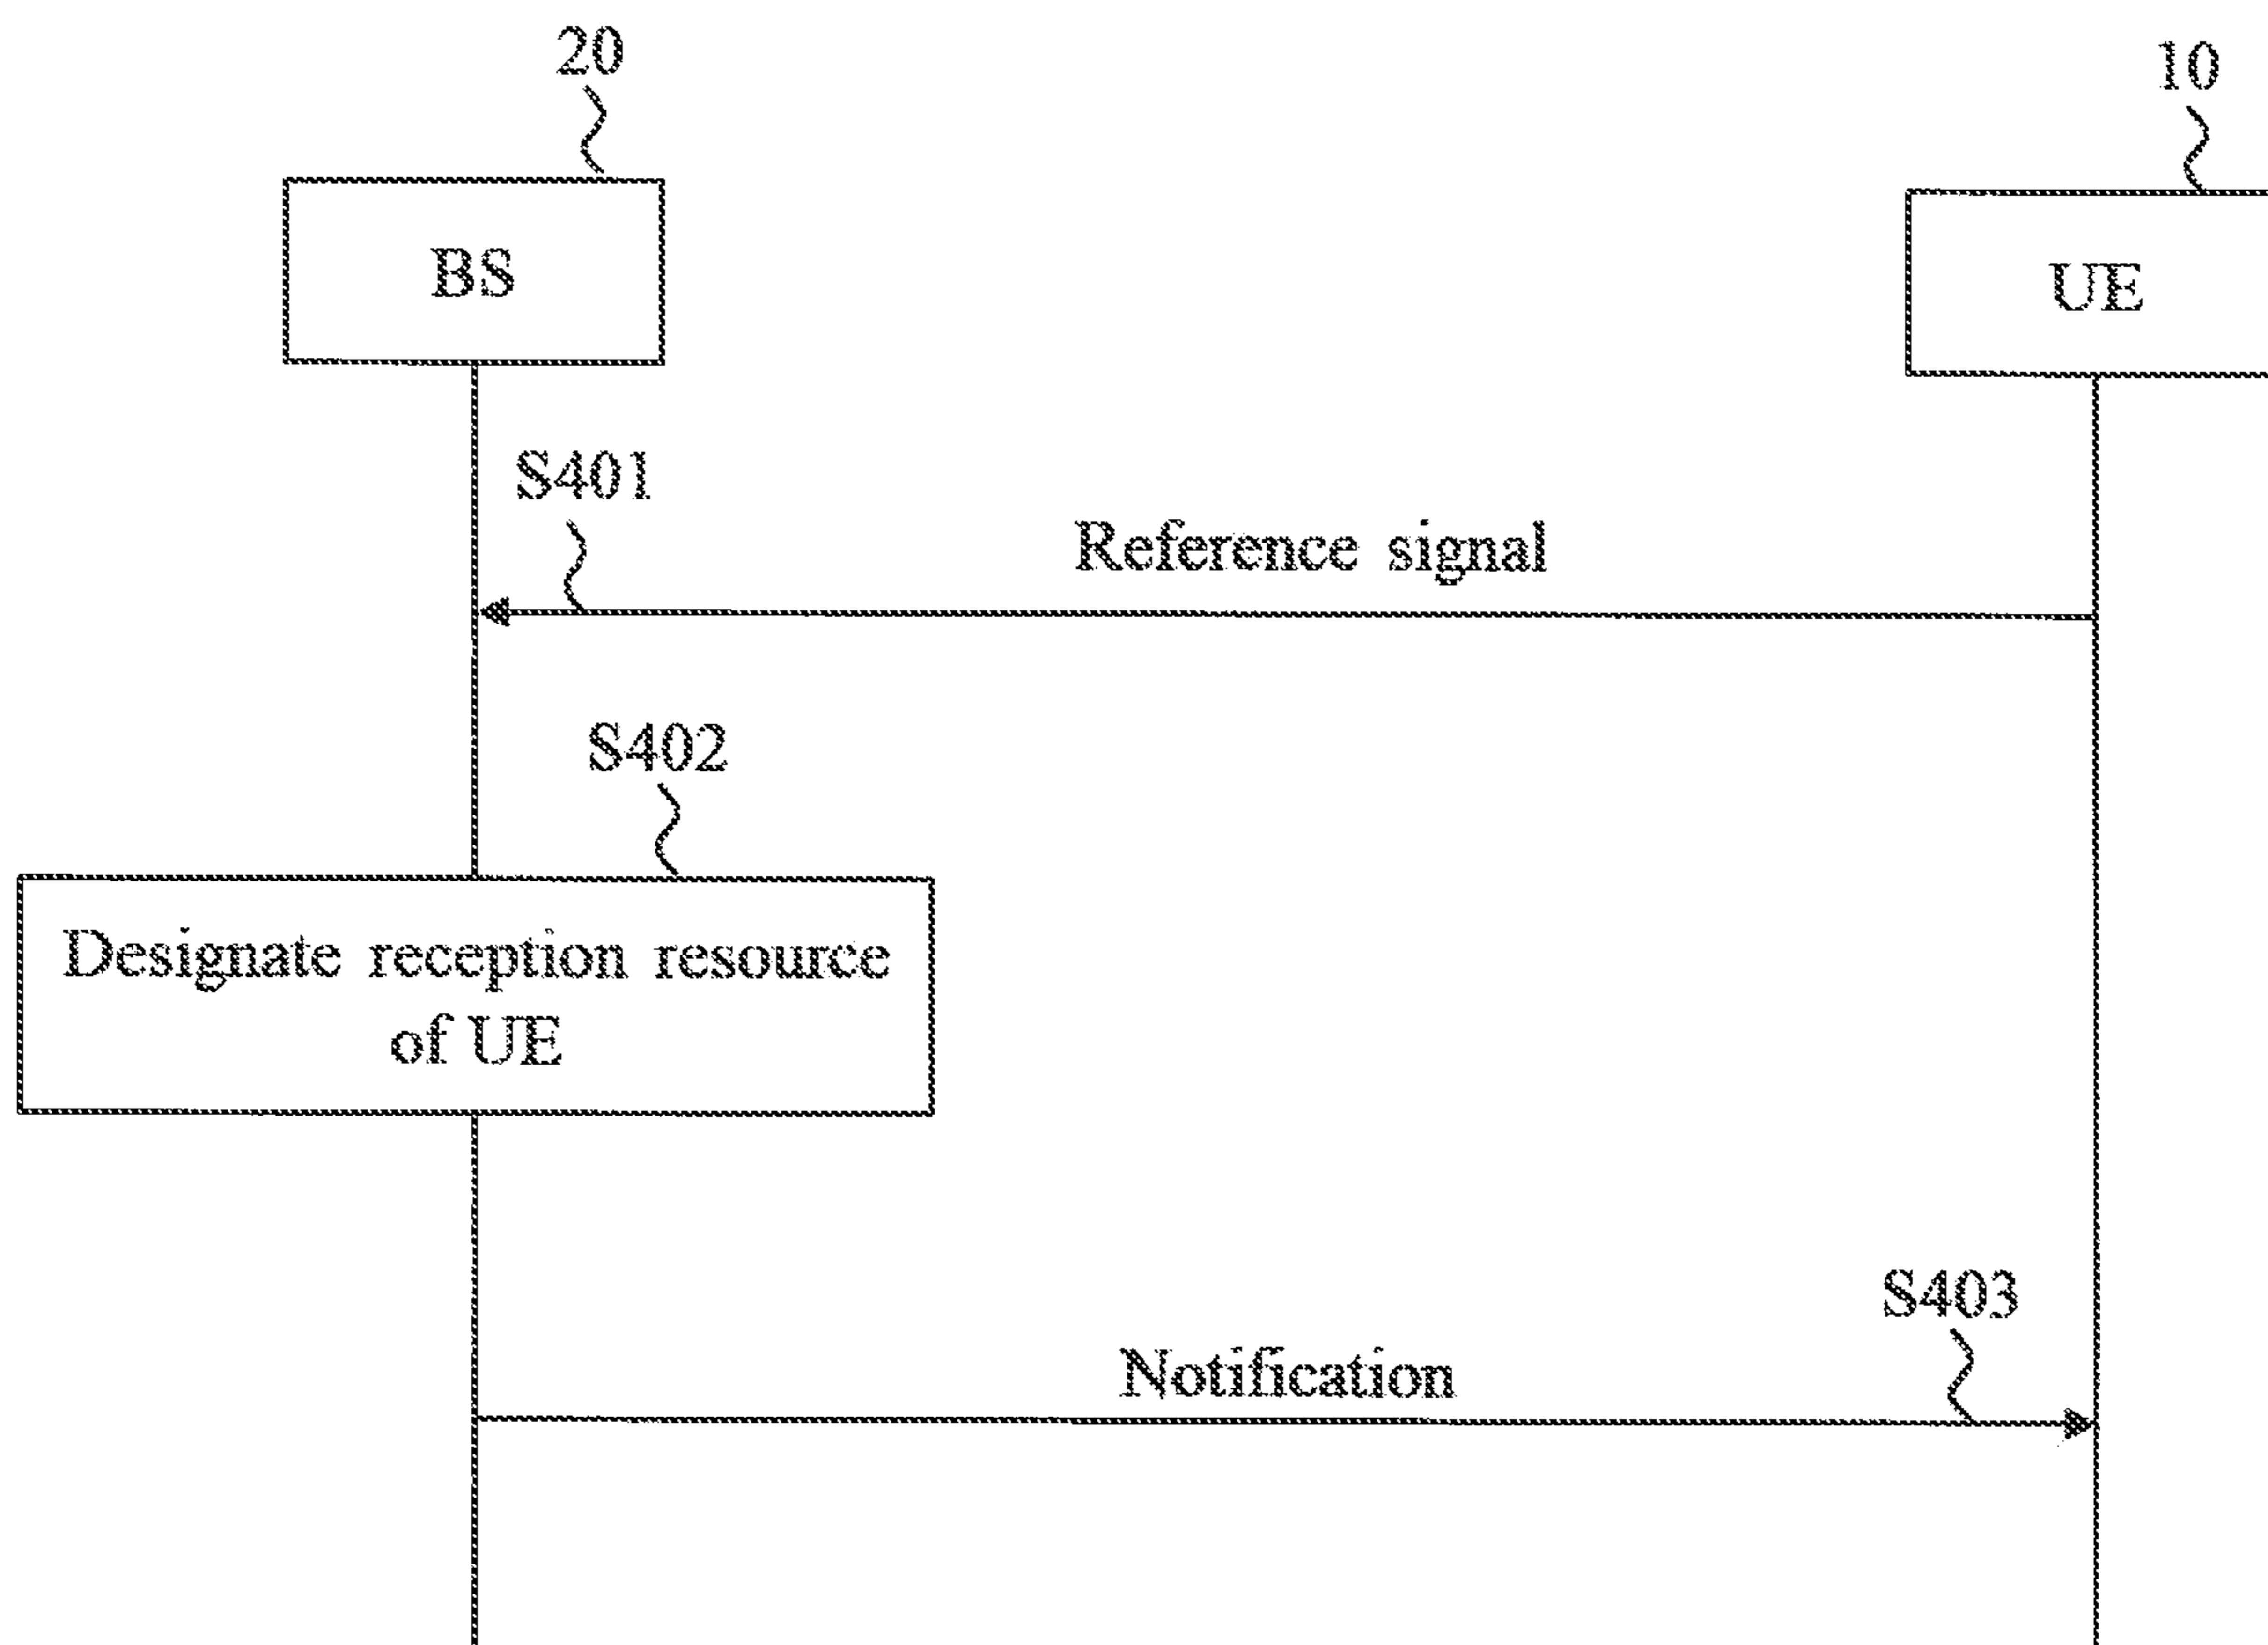 20
10
BS
UE
S401
Reference signal
S402
Designate reception resource
of UE
S403
Notification